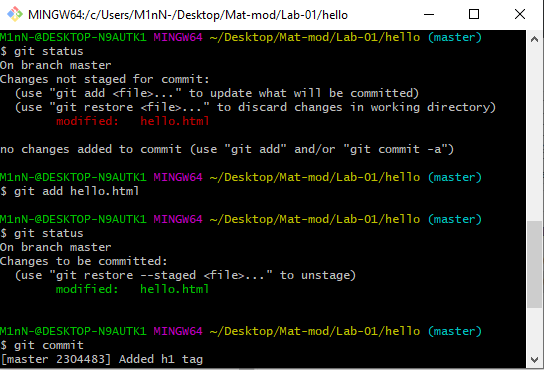 MINGW64:/c/Users/M1nN-/Desktop/Mat-mod/Lab-01/hello
M1nN-@DESKTOP-N9AUTK1 MINGW64 ~/Desktop/Mat-mod/Lab-01/hello (master)
$ git status
On branch master
Changes not staged for commit:
  (use "git add <file>..." to update what will be committed)
  (use "git restore <file>..." to discard changes in working directory)
        modified:   hello.html
no changes added to commit (use "git add" and/or "git commit -a")
M1nN-@DESKTOP-N9AUTK1 MINGW64 ~/Desktop/Mat-mod/Lab-01/hello (master)
$ git add hello.html
M1nN-@DESKTOP-N9AUTK1 MINGW64 ~/Desktop/Mat-mod/Lab-01/hello (master)
$ git status
On branch master
Changes to be committed:
  (use "git restore --staged <file>..." to unstage)
        modified:   hello.html
M1nN-@DESKTOP-N9AUTK1 MINGW64 ~/Desktop/Mat-mod/Lab-01/hello (master)
$ git commit
[master 2304483] Added h1 tag